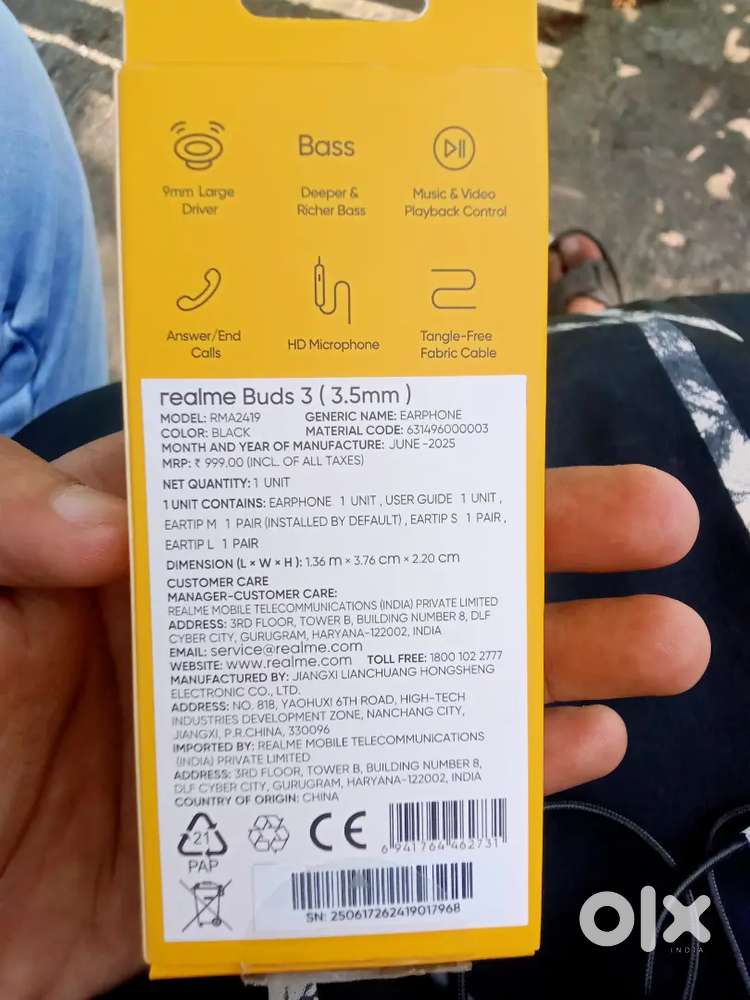 Bass
9mm Large
Driver
Deeper &
Richer Bass
Music & Video
Playback Control
Answer/End
Calls
HD Microphone
Tangle-Free
Fabric Cable
realme Buds 3 ( 3.5mm )
MODEL: RMA2419 GENERIC NAME: EARPHONE
COLOR: BLACK MATERIAL CODE: 631496000003
MONTH AND YEAR OF MANUFACTURE: JUNE -2025
MRP: ₹ 999.00 (INCL. OF ALL TAXES)
NET QUANTITY: 1 UNIT
1 UNIT CONTAINS: EARPHONE 1 UNIT , USER GUIDE 1 UNIT ,
EARTIP M 1 PAIR (INSTALLED BY DEFAULT) , EARTIP S 1 PAIR ,
EARTIP L 1 PAIR
DIMENSION (L × W × H ): 1.36 m × 3.76 cm × 2.20 cm
CUSTOMER CARE
MANAGER-CUSTOMER CARE:
REALME MOBILE TELECOMMUNICATIONS (INDIA) PRIVATE LIMITED
ADDRESS: 3RD FLOOR, TOWER B, BUILDING NUMBER 8, DLF
CYBER CITY, GURUGRAM, HARYANA-122002, INDIA
EMAIL: service@realme.com
WEBSITE: www.realme.com TOLL FREE: 1800 102 2777
MANUFACTURED BY: JIANGXI LIANCHUANG HONGSHENG
ELECTRONIC CO., LTD.
ADDRESS: NO. 818, YAOHUXI 6TH ROAD, HIGH-TECH
INDUSTRIES DEVELOPMENT ZONE, NANCHANG CITY,
JIANGXI, P.R.CHINA, 330096
IMPORTED BY: REALME MOBILE TELECOMMUNICATIONS
(INDIA) PRIVATE LIMITED
ADDRESS: 3RD FLOOR, TOWER B, BUILDING NUMBER 8,
DLF CYBER CITY, GURUGRAM, HARYANA-122002, INDIA
COUNTRY OF ORIGIN: CHINA
21
PAP
CE
6 941764 462731
SN: 250617262419017968
olx
INDIA